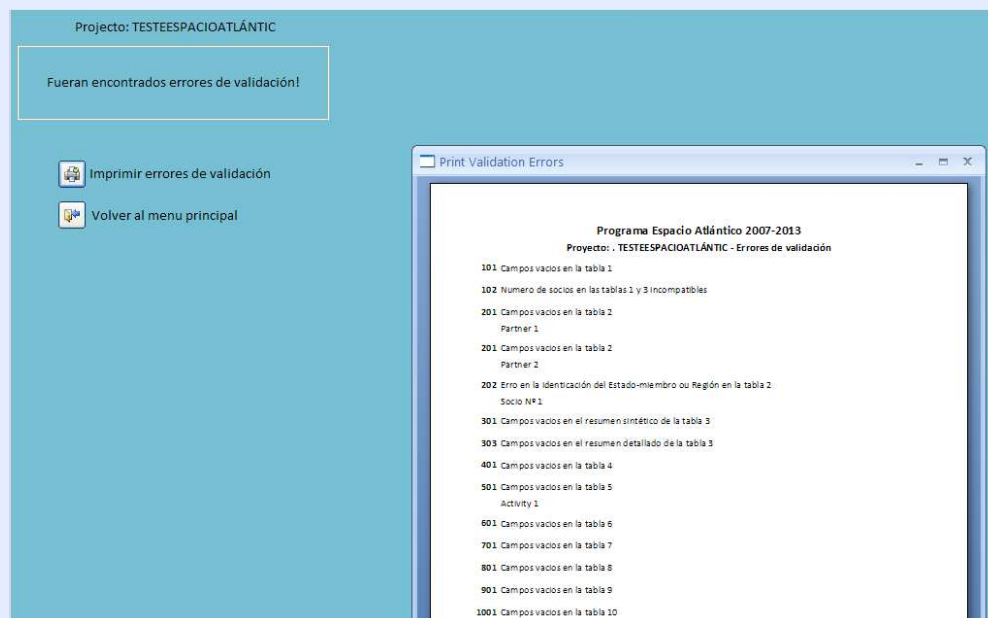 Projecto: TESTEESPACIOATLÁNTIC
Fueran encontrados errores de validación!
Imprimir errores de validación
Volver al menu principal
Print Validation Errors
Programa Espacio Atlántico 2007-2013
Proyecto: . TESTEESPACIOATLÁNTIC - Errores de validación
101 Campos vacios en la tabla 1
102 Numero de socios en las tablas 1 y 3 incompatibles
201 Campos vacios en la tabla 2
Partner 1
201 Campos vacios en la tabla 2
Partner 2
202 Erro en la identicación del Estado-miembro ou Región en la tabla 2
Socio Nº 1
301 Campos vacios en el resumen sintético de la tabla 3
303 Campos vacios en el resumen detallado de la tabla 3
401 Campos vacios en la tabla 4
501 Campos vacios en la tabla 5
Activity 1
601 Campos vacios en la tabla 6
701 Campos vacios en la tabla 7
801 Campos vacios en la tabla 8
901 Campos vacios en la tabla 9
1001 Campos vacios en la tabla 10